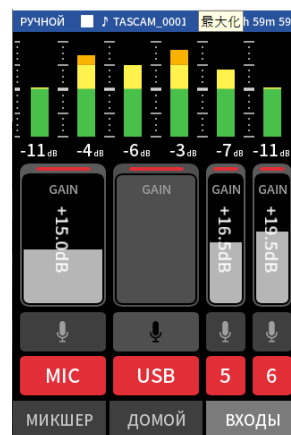 РУЧНОЙ ♪ TASCAM_0001 最大化 h 59m 59
-11 dB -4 dB -6 dB -3 dB -7 dB -11 dB
GAIN GAIN GAIN GAIN
+15.0dB +16.5dB +19.5dB
MIC USB 5 6
МИКШЕР ДОМОЙ ВХОДЫ